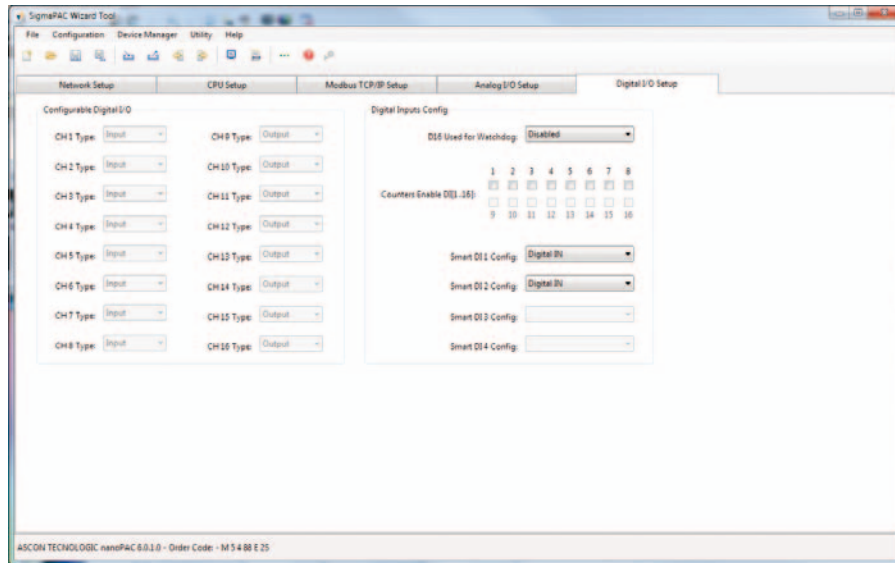 SigmaPAC Wizard Tool
File Configuration Device Manager Utility Help
Network Setup CPU Setup Modbus TCP/IP Setup Analog I/O Setup Digital I/O Setup
Configurable Digital I/O
CH 1 Type: Input CH 9 Type: Output
CH 2 Type: Input CH 10 Type: Output
CH 3 Type: Input CH 11 Type: Output
CH 4 Type: Input CH 12 Type: Output
CH 5 Type: Input CH 13 Type: Output
CH 6 Type: Input CH 14 Type: Output
CH 7 Type: Input CH 15 Type: Output
CH 8 Type: Input CH 16 Type: Output
Digital Inputs Config
DI6 Used for Watchdog: Disabled
1 2 3 4 5 6 7 8
Counters Enable DI[1..16]:
9 10 11 12 13 14 15 16
Smart DI 1 Config: Digital IN
Smart DI 2 Config: Digital IN
Smart DI 3 Config:
Smart DI 4 Config:
ASCON TECNOLOGIC nanoPAC 6.0.1.0 - Order Code: - M 5 4 88 E 2S